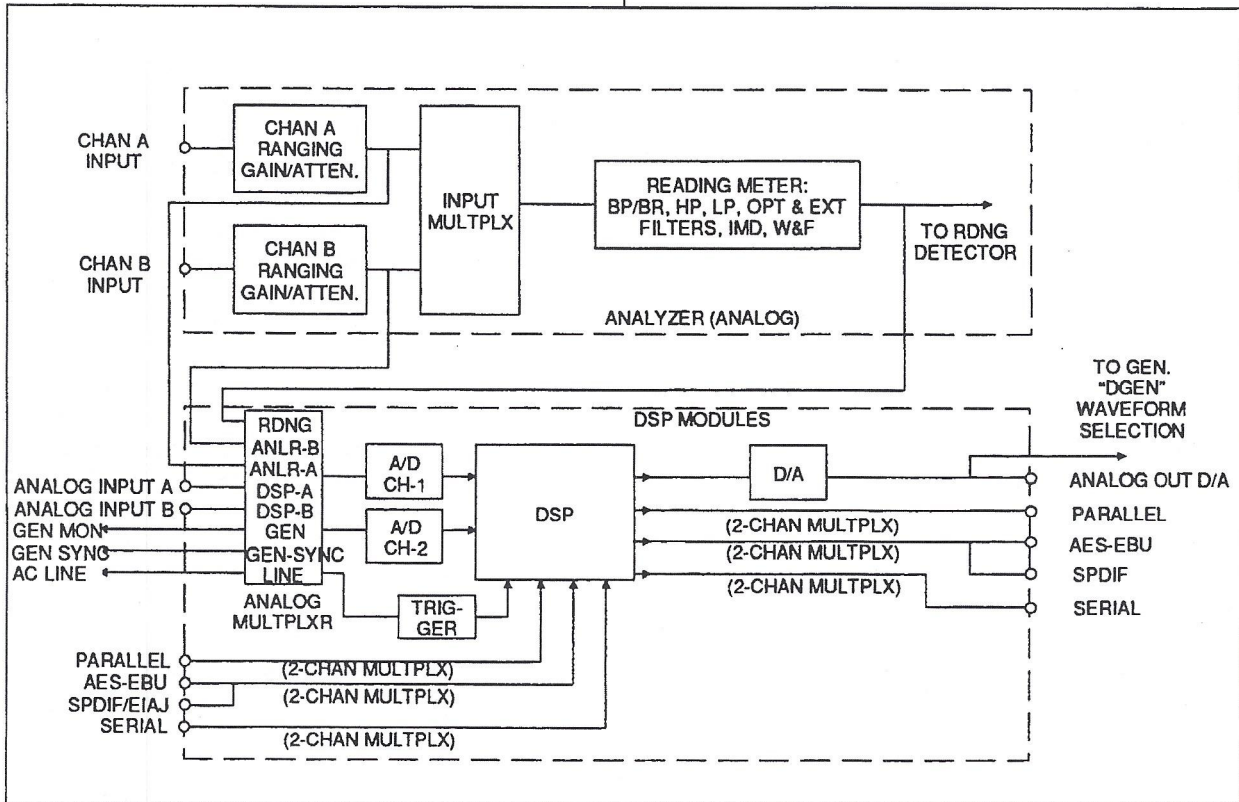 CHAN A
INPUT
CHAN A
RANGING
GAIN/ATTEN.
INPUT
MULTPLX
READING METER:
BP/BR, HP, LP, OPT & EXT
FILTERS, IMD, W&F
TO RDNG
DETECTOR
CHAN B
INPUT
CHAN B
RANGING
GAIN/ATTEN.
ANALYZER (ANALOG)
TO GEN.
"DGEN"
WAVEFORM
SELECTION
DSP MODULES
RDNG
ANLR-B
ANLR-A
DSP-A
DSP-B
GEN
GEN-SYNC
LINE
ANALOG
MULTPLXR
ANALOG INPUT A
ANALOG INPUT B
GEN MON
GEN SYNC
AC LINE
A/D
CH-1
A/D
CH-2
TRIG-
GER
DSP
D/A
ANALOG OUT D/A
PARALLEL
(2-CHAN MULTPLX)
AES-EBU
(2-CHAN MULTPLX)
SPDIF
(2-CHAN MULTPLX)
SERIAL
PARALLEL
(2-CHAN MULTPLX)
AES-EBU
(2-CHAN MULTPLX)
SPDIF/EIAJ
SERIAL
(2-CHAN MULTPLX)